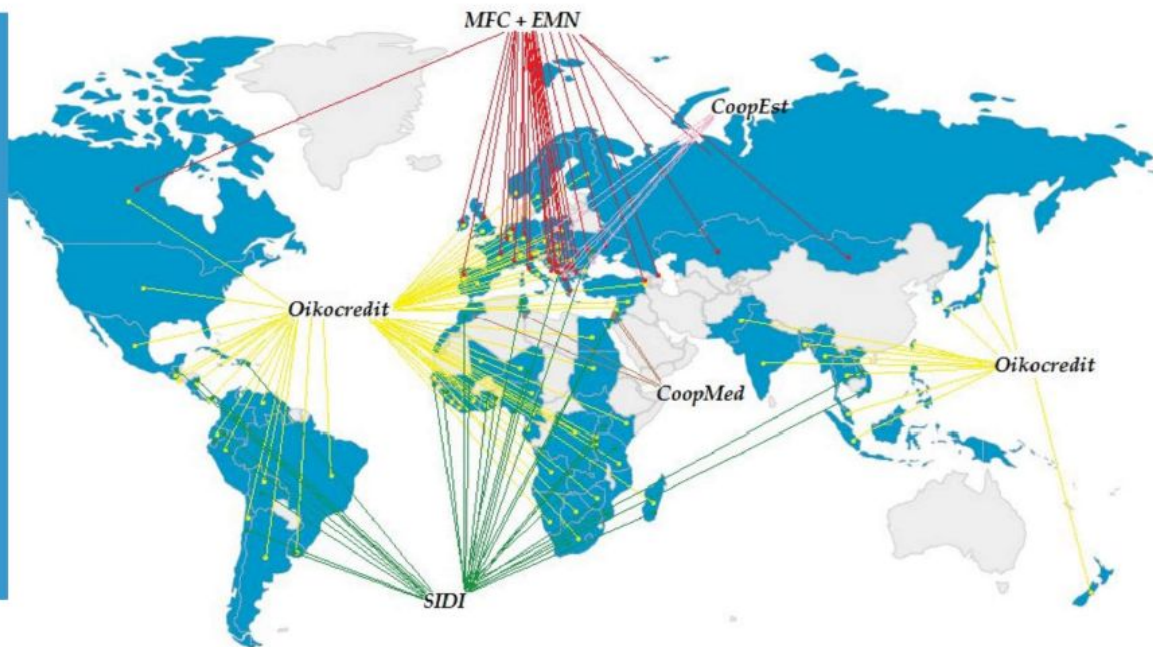 MFC + EMN
CoopEst
Oikocredit
Oikocredit
CoopMed
SIDI